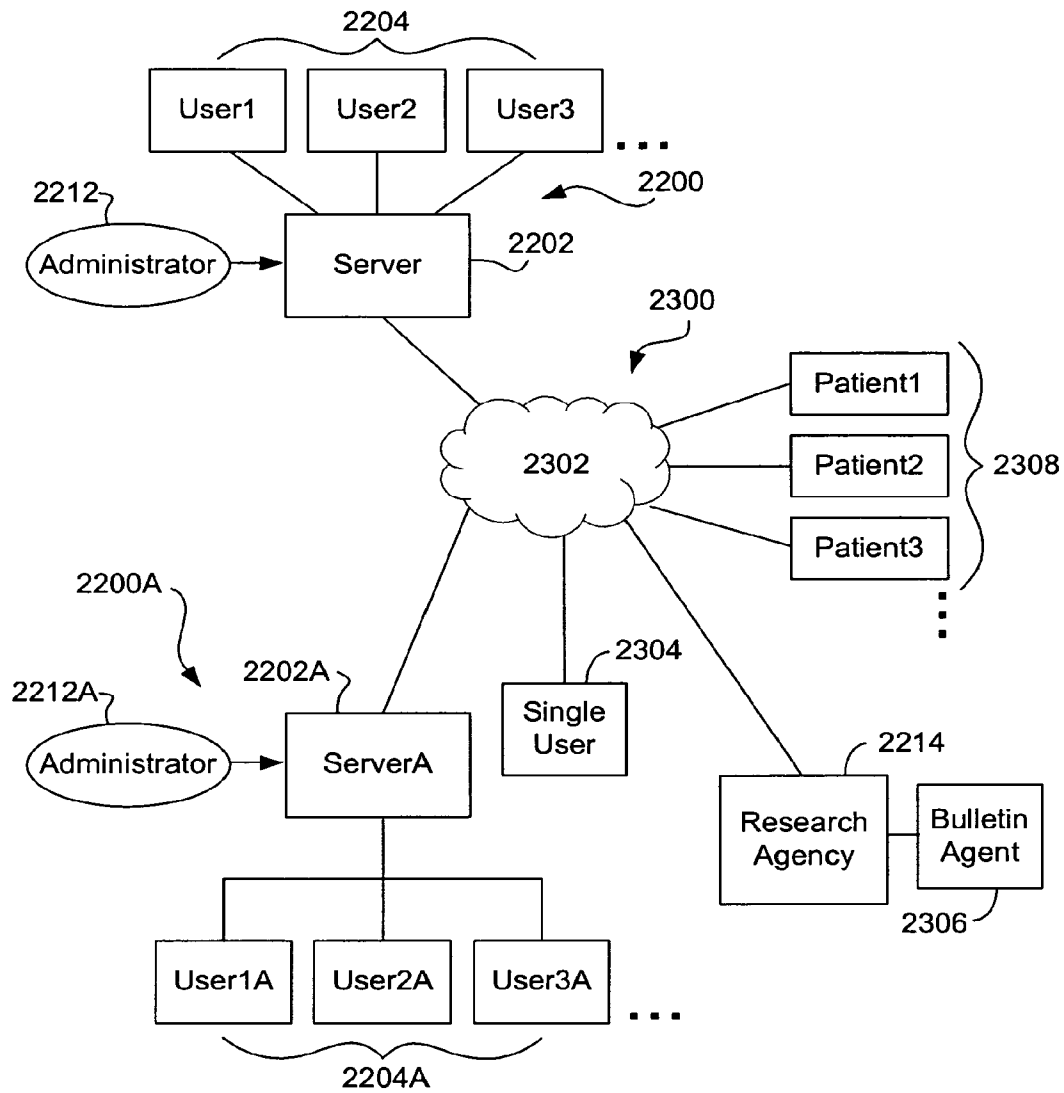 2204
User1 User2 User3 ...
2212
2200
Administrator
Server
2202
2300
Patient1
2302
Patient2
2308
Patient3
2200A
2202A
2304
2212A
Single
User
2214
Administrator
ServerA
Research
Agency
Bulletin
Agent
2306
User1A User2A User3A ...
2204A